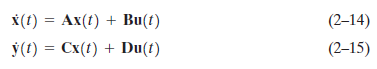 ẋ(t) = Ax(t) + Bu(t) (2–14)
ẏ(t) = Cx(t) + Du(t) (2–15)